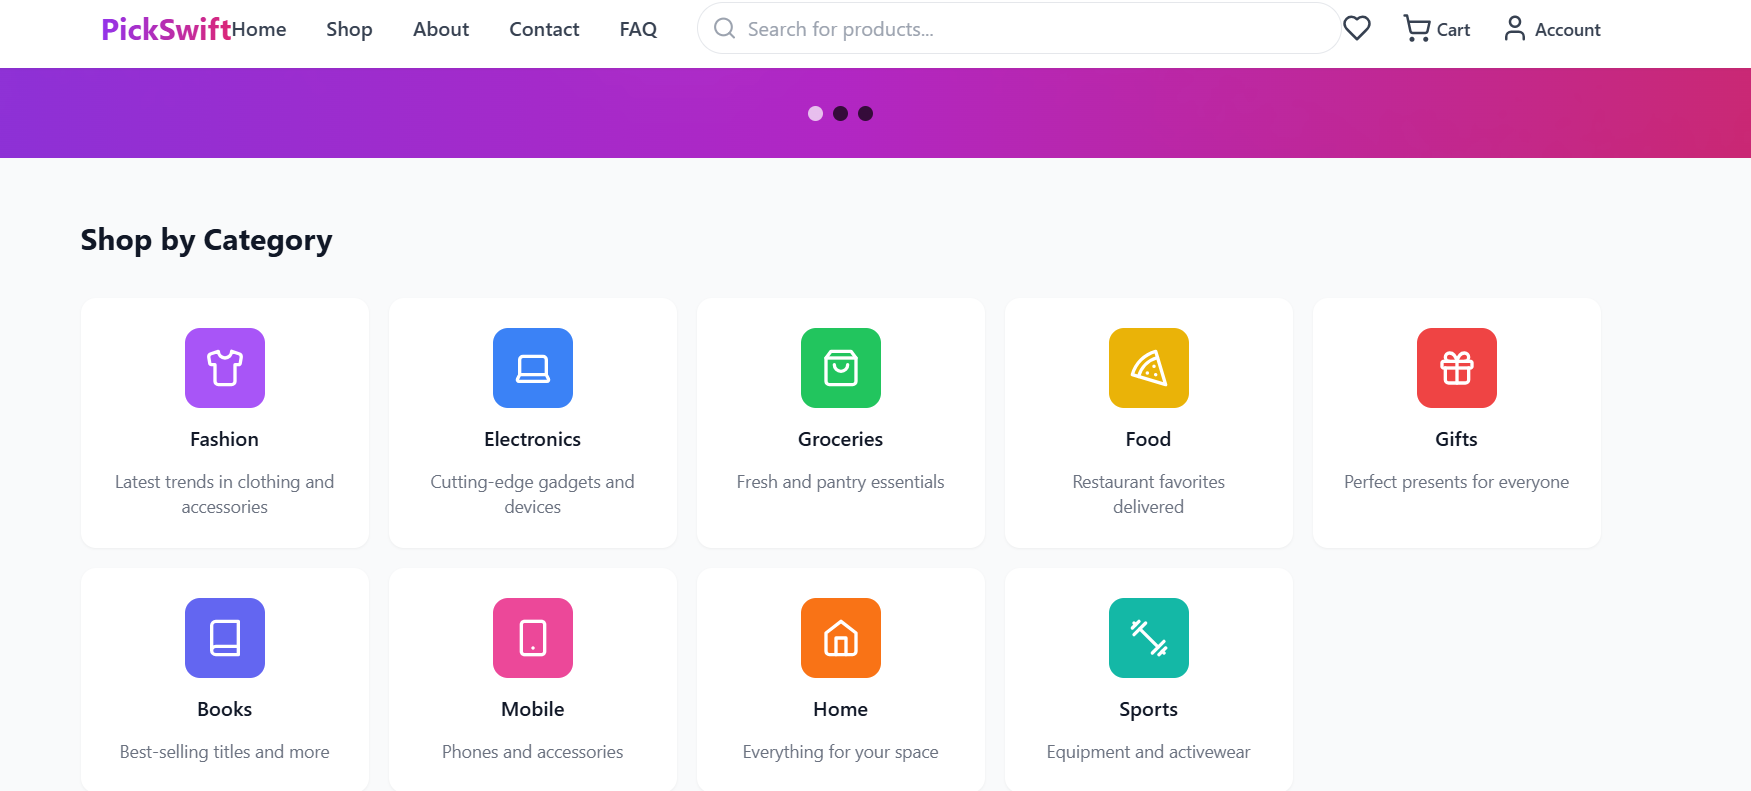 PickSwift Home Shop About Contact FAQ Search for products... Cart Account
Shop by Category
Fashion Electronics Groceries Food Gifts
Latest trends in clothing and Cutting-edge gadgets and Fresh and pantry essentials Restaurant favorites Perfect presents for everyone
accessories devices delivered
Books Mobile Home Sports
Best-selling titles and more Phones and accessories Everything for your space Equipment and activewear